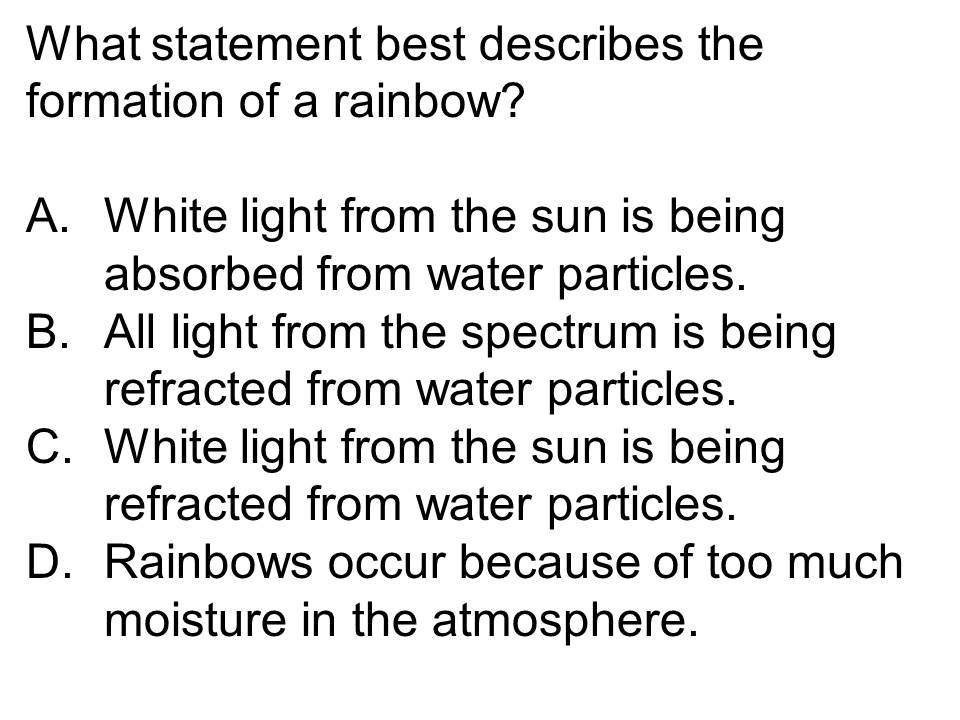 What statement best describes the
formation of a rainbow?
A. White light from the sun is being
absorbed from water particles.
B. All light from the spectrum is being
refracted from water particles.
C. White light from the sun is being
refracted from water particles.
D. Rainbows occur because of too much
moisture in the atmosphere.